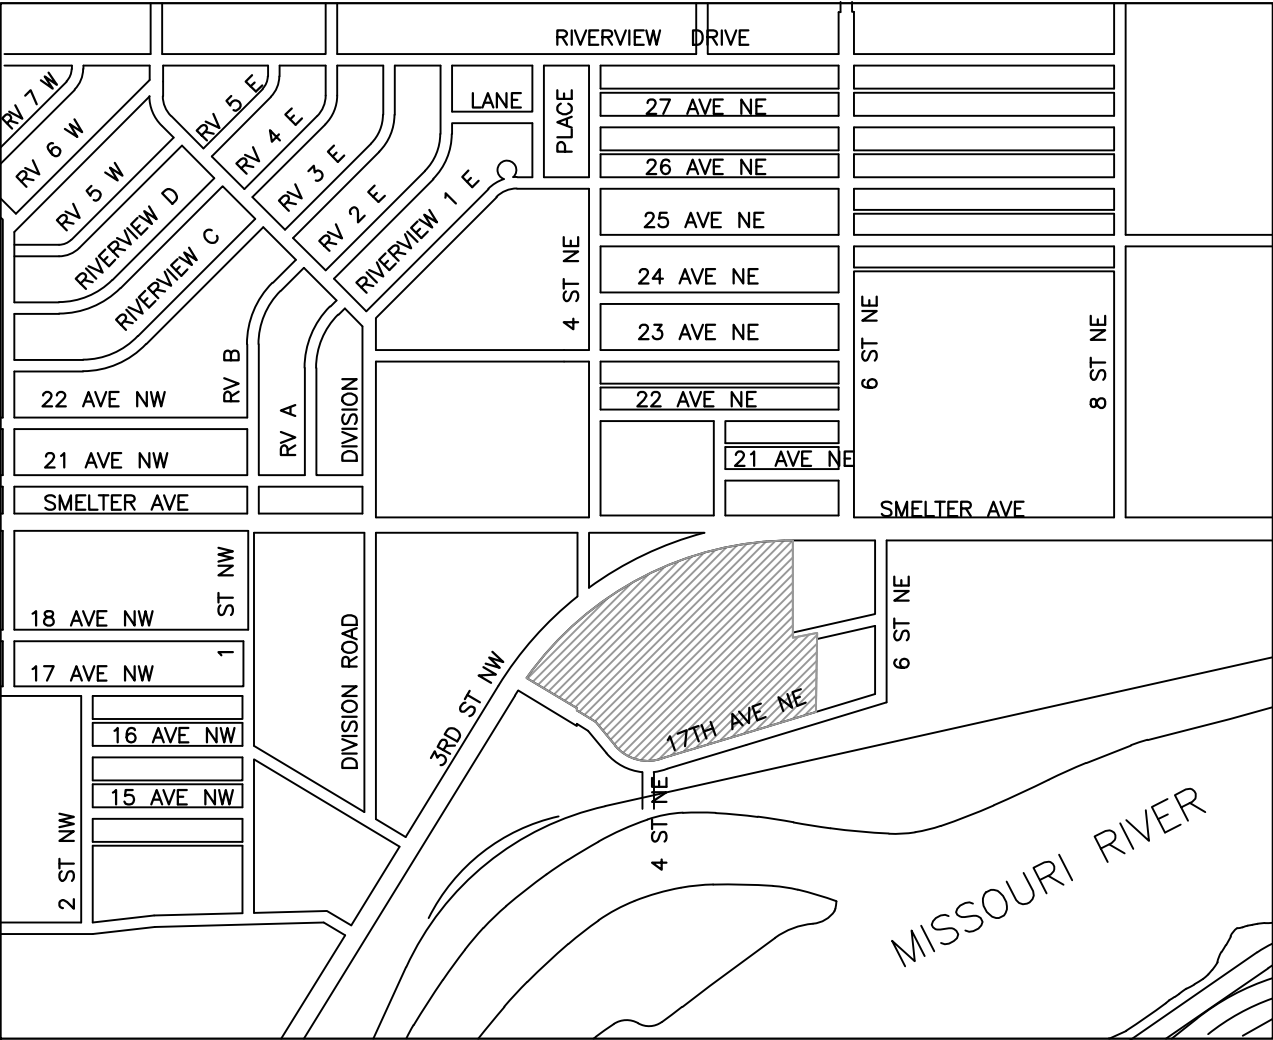 RIVERVIEW DRIVE
RV 7 W
RV 6 W
RV 5 W
RIVERVIEW D
RIVERVIEW C
RV 5 E
RV 4 E
RV 3 E
RV 2 E
RIVERVIEW 1 E
LANE
PLACE
27 AVE NE
26 AVE NE
25 AVE NE
24 AVE NE
23 AVE NE
22 AVE NE
21 AVE NE
4 ST NE
6 ST NE
8 ST NE
RV B
RV A
DIVISION
22 AVE NW
21 AVE NW
SMELTER AVE
SMELTER AVE
18 AVE NW
17 AVE NW
1 ST NW
16 AVE NW
15 AVE NW
2 ST NW
DIVISION ROAD
3RD ST NW
17TH AVE NE
6 ST NE
4 ST NE
MISSOURI RIVER